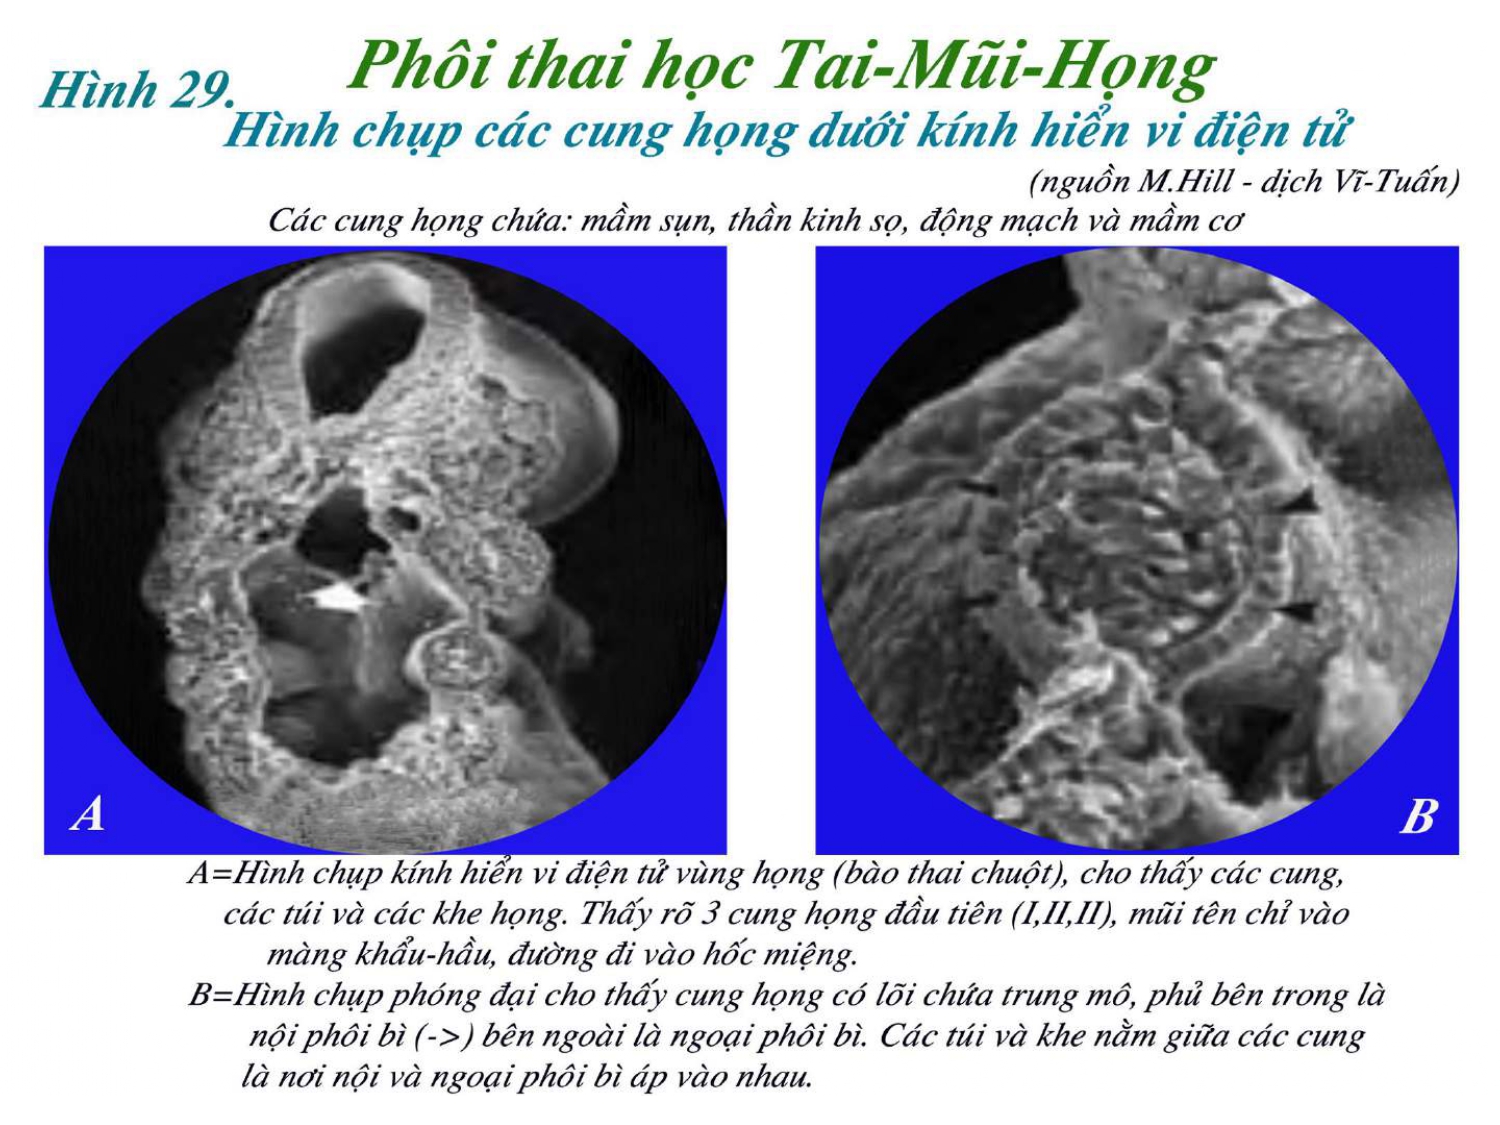 Phôi thai học Tai-Mũi-Họng
Hình 29.
Hình chụp các cung họng dưới kính hiển vi điện tử
(nguồn M.Hill - dịch Vĩ-Tuấn)
Các cung họng chứa: mầm sụn, thần kinh sọ, động mạch và mầm cơ
A
B
A=Hình chụp kính hiển vi điện tử vùng họng (bào thai chuột), cho thấy các cung,
các túi và các khe họng. Thấy rõ 3 cung họng đầu tiên (I,II,II), mũi tên chỉ vào
màng khẩu-hầu, đường đi vào hốc miệng.
B=Hình chụp phóng đại cho thấy cung họng có lõi chứa trung mô, phủ bên trong là
nội phôi bì (->) bên ngoài là ngoại phôi bì. Các túi và khe nằm giữa các cung
là nơi nội và ngoại phôi bì áp vào nhau.